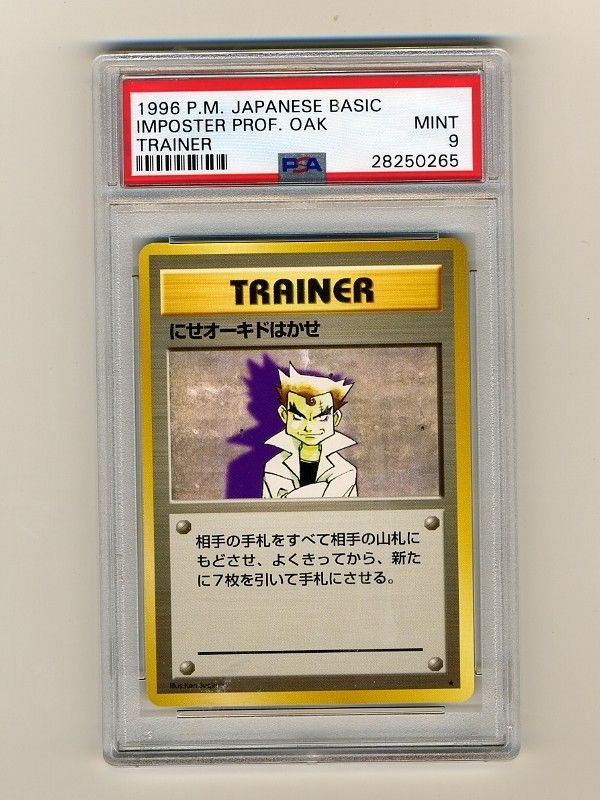 1996 P.M. JAPANESE BASIC
IMPOSTER PROF. OAK MINT
TRAINER 9
PSA 28250265
TRAINER
にせオーキドはかせ
相手の手札をすべて相手の山札に
もどさせ、よくきってから、新た
に7枚を引いて手札にさせる。
Illus. Ken